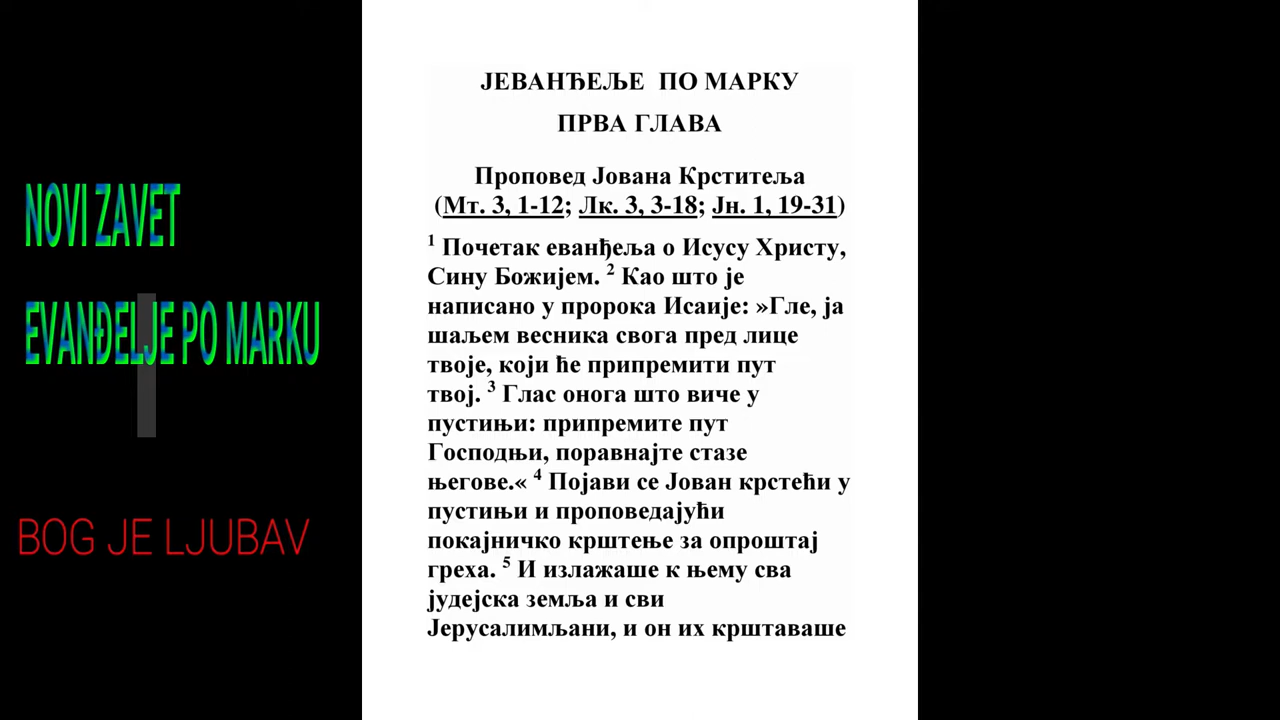 NOVI ZAVET
EVANĐELJE PO MARKU
BOG JE LJUBAV
ЈЕВАНЂЕЉЕ ПО МАРКУ
ПРВА ГЛАВА
Проповед Јована Крститеља
(Мт. 3, 1-12; Лк. 3, 3-18; Јн. 1, 19-31)
1 Почетак еванђеља о Исусу Христу,
Сину Божијем. 2 Као што је
написано у пророка Исаије: »Гле, ја
шаљем весника свога пред лице
твоје, који ће припремити пут
твој. 3 Глас онога што виче у
пустињи: припремите пут
Господњи, поравнајте стазе
његове.« 4 Појави се Јован крстећи у
пустињи и проповедајући
покајничко крштење за опроштај
греха. 5 И излажаше к њему сва
јудејска земља и сви
Јерусалимљани, и он их крштаваше